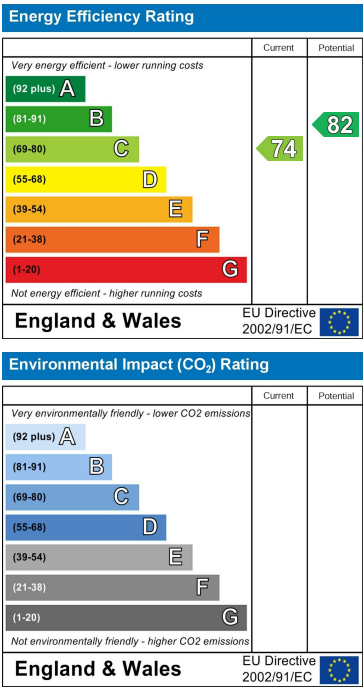 Energy Efficiency Rating
Current Potential
Very energy efficient - lower running costs
(92 plus) A
(81-91) B
(69-80) C
(55-68) D
(39-54) E
(21-38) F
(1-20) G
74
82
Not energy efficient - higher running costs
England & Wales
EU Directive
2002/91/EC
Environmental Impact (CO₂) Rating
Current Potential
Very environmentally friendly - lower CO2 emissions
(92 plus) A
(81-91) B
(69-80) C
(55-68) D
(39-54) E
(21-38) F
(1-20) G
Not environmentally friendly - higher CO2 emissions
England & Wales
EU Directive
2002/91/EC